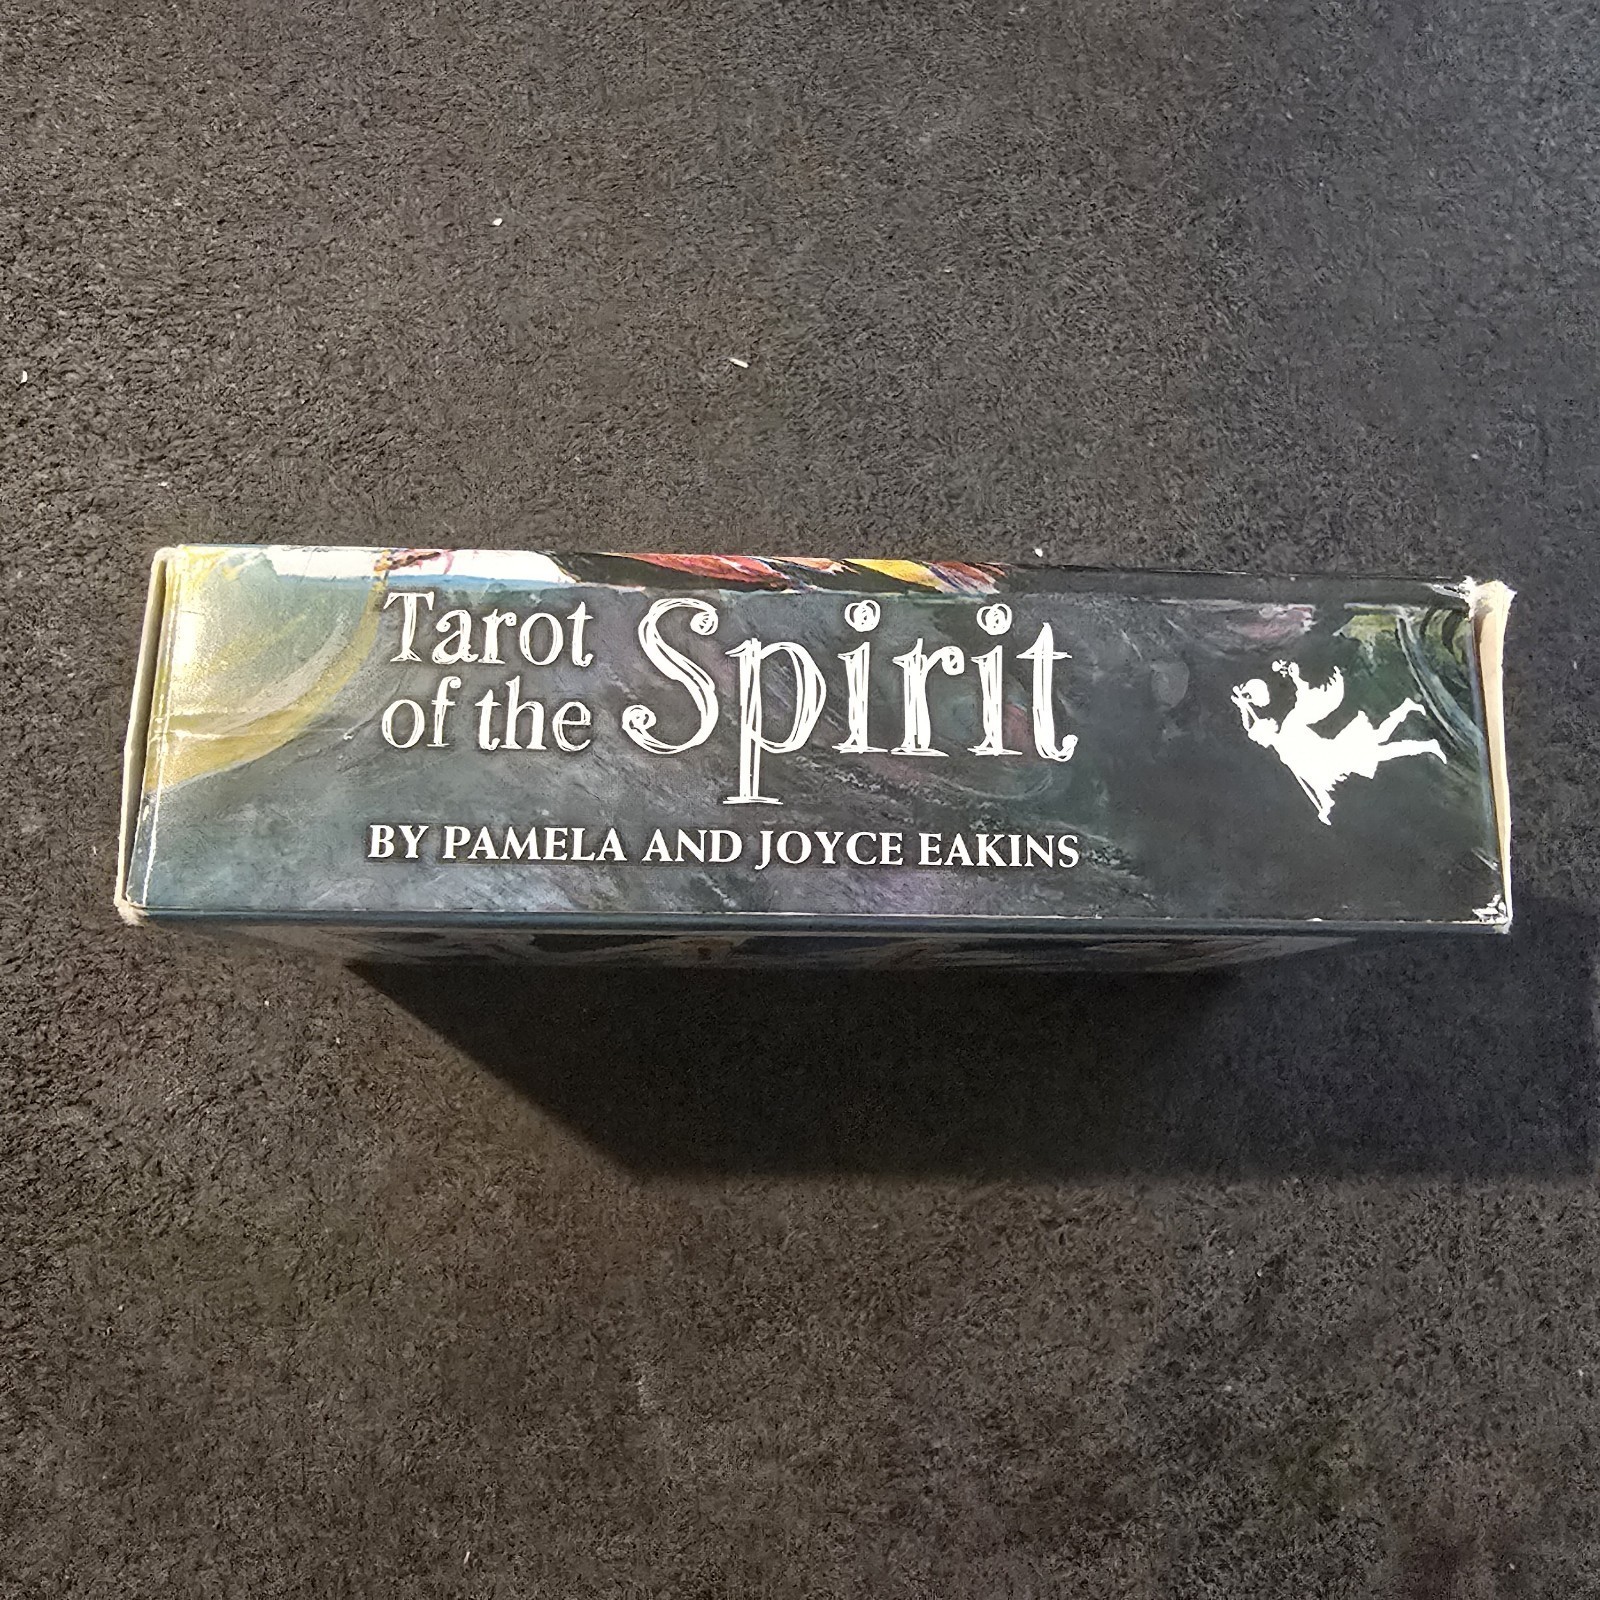 Tarot
of the Spirit
BY PAMELA AND JOYCE EAKINS